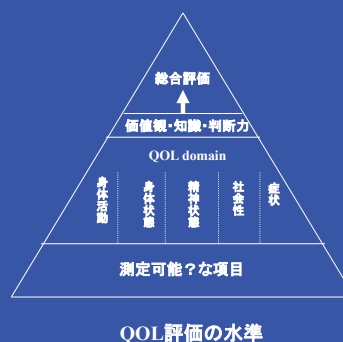 総合評価
価値観・知識・判断力
QOL domain
身体活動
身体状態
精神状態
社会性
症状
測定可能？な項目
QOL評価の水準